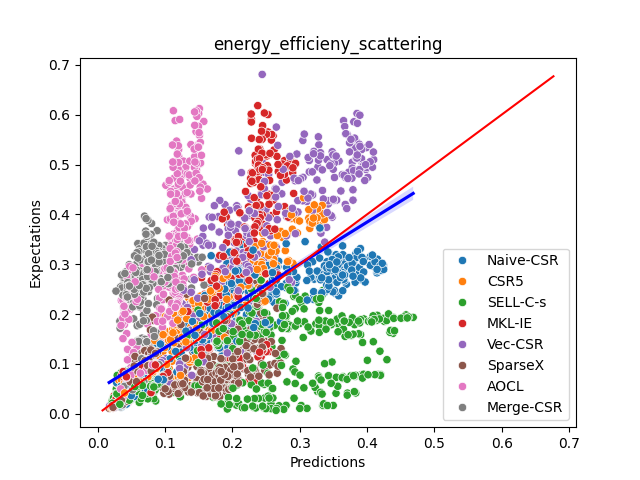 energy_efficieny_scattering
Expectations
0.7
0.6
0.5
0.4
0.3
0.2
0.1
0.0
Naive-CSR
CSR5
SELL-C-s
MKL-IE
Vec-CSR
SparseX
AOCL
Merge-CSR
0.0 0.1 0.2 0.3 0.4 0.5 0.6 0.7
Predictions